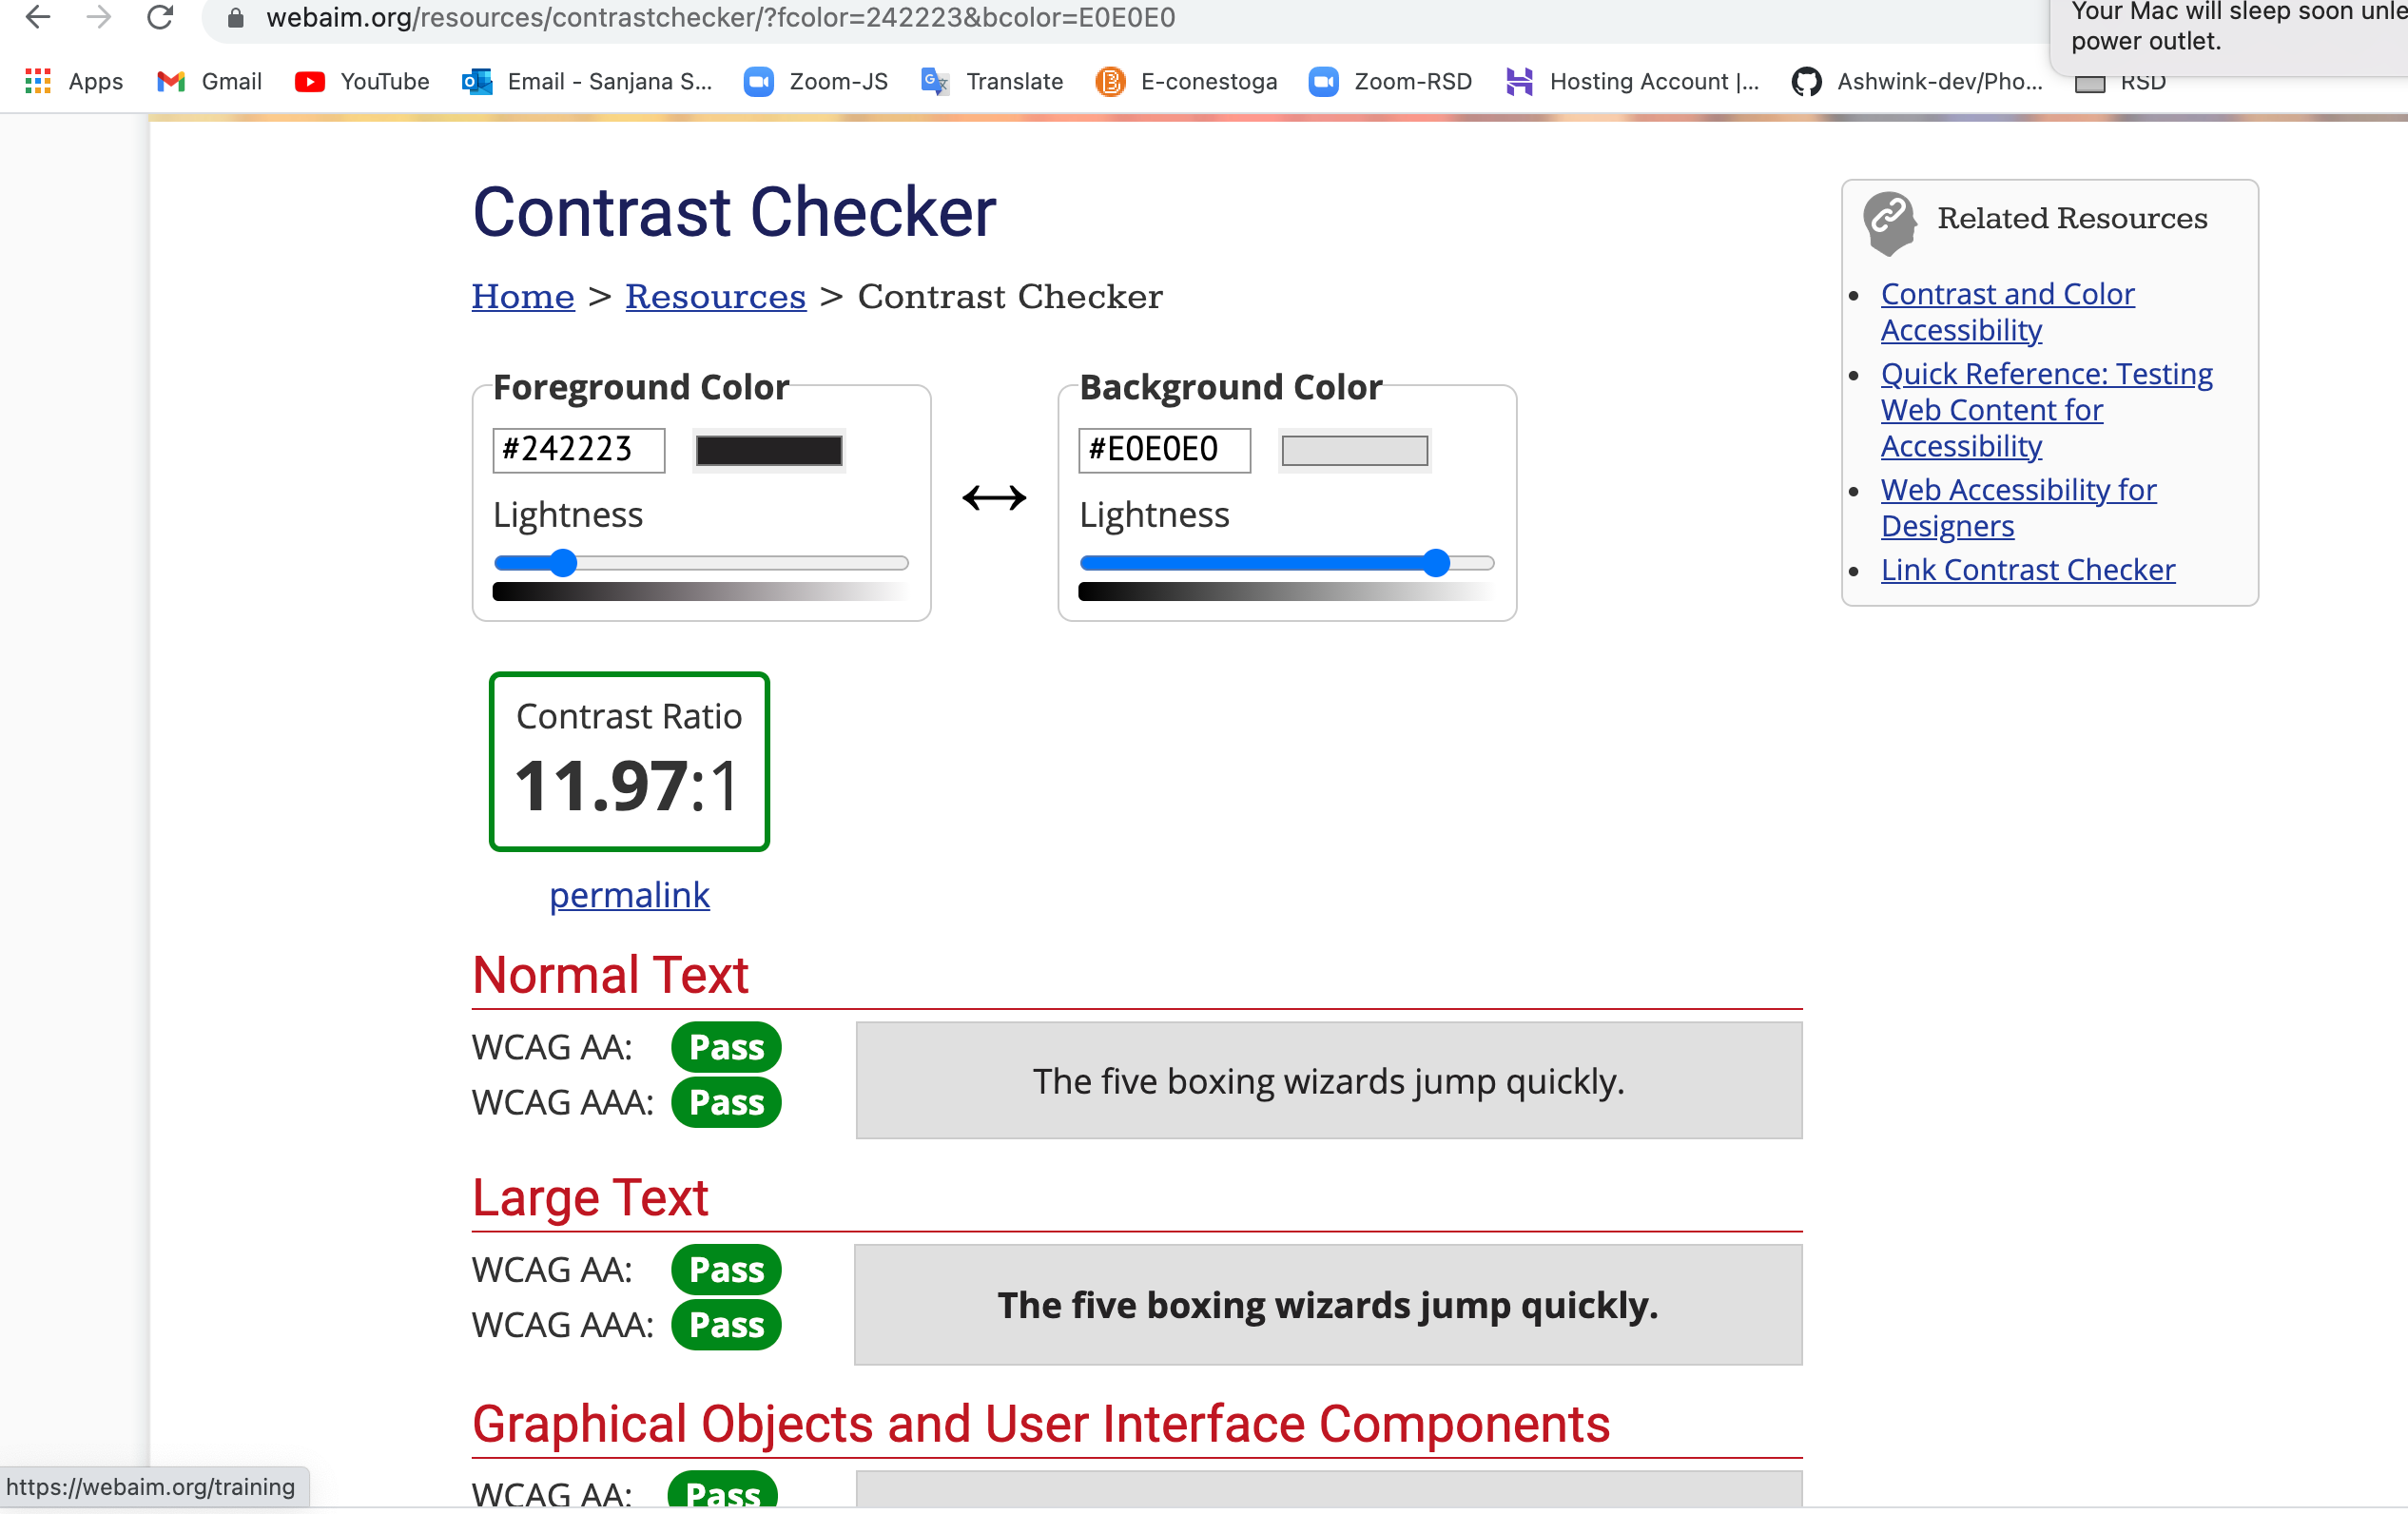 webaim.org/resources/contrastchecker/?fcolor=242223&bcolor=E0E0E0
Your Mac will sleep soon
power outlet.
Apps Gmail YouTube Email - Sanjana S... Zoom-JS Translate E-conestoga Zoom-RSD Hosting Account |... Ashwink-dev/Pho... RSD
Contrast Checker
Home > Resources > Contrast Checker
Foreground Color
#242223
Lightness
Background Color
#E0E0E0
Lightness
Contrast Ratio
11.97:1
permalink
Normal Text
WCAG AA: Pass
WCAG AAA: Pass
The five boxing wizards jump quickly.
Large Text
WCAG AA: Pass
WCAG AAA: Pass
The five boxing wizards jump quickly.
Graphical Objects and User Interface Components
WCAG AA: Pass
Related Resources
Contrast and Color
Accessibility
Quick Reference: Testing
Web Content for
Accessibility
Web Accessibility for
Designers
Link Contrast Checker
https://webaim.org/training